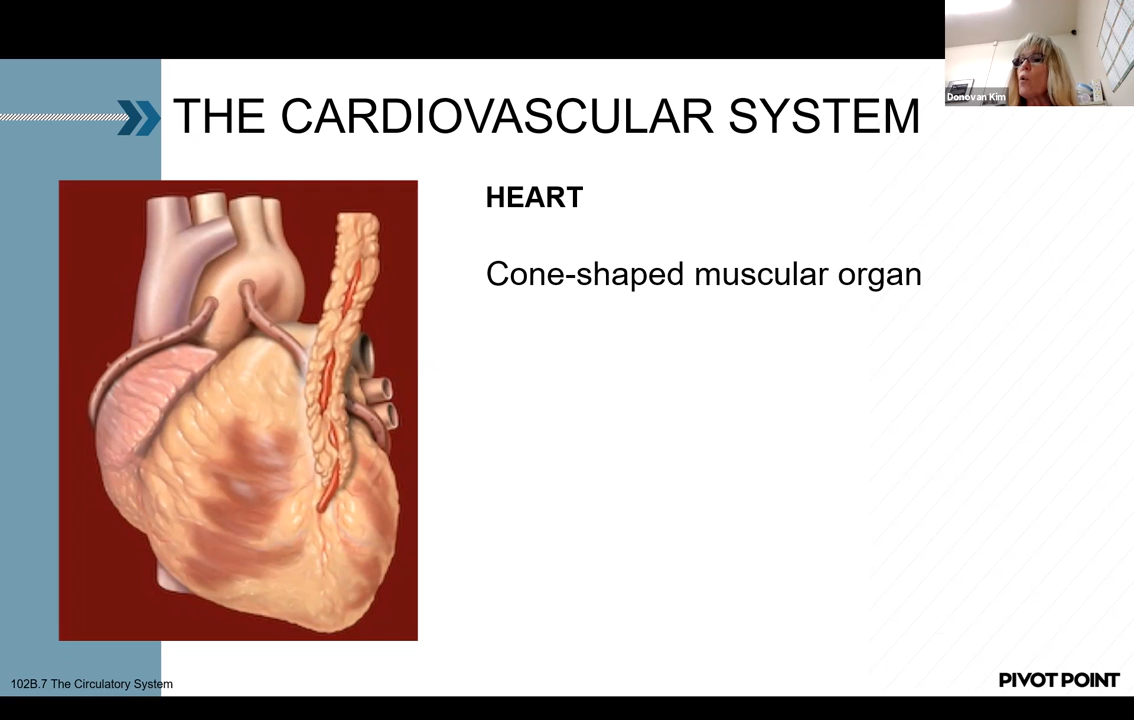 Donovan Kim
THE CARDIOVASCULAR SYSTEM
HEART
Cone-shaped muscular organ
102B.7 The Circulatory System
PIVOT POINT